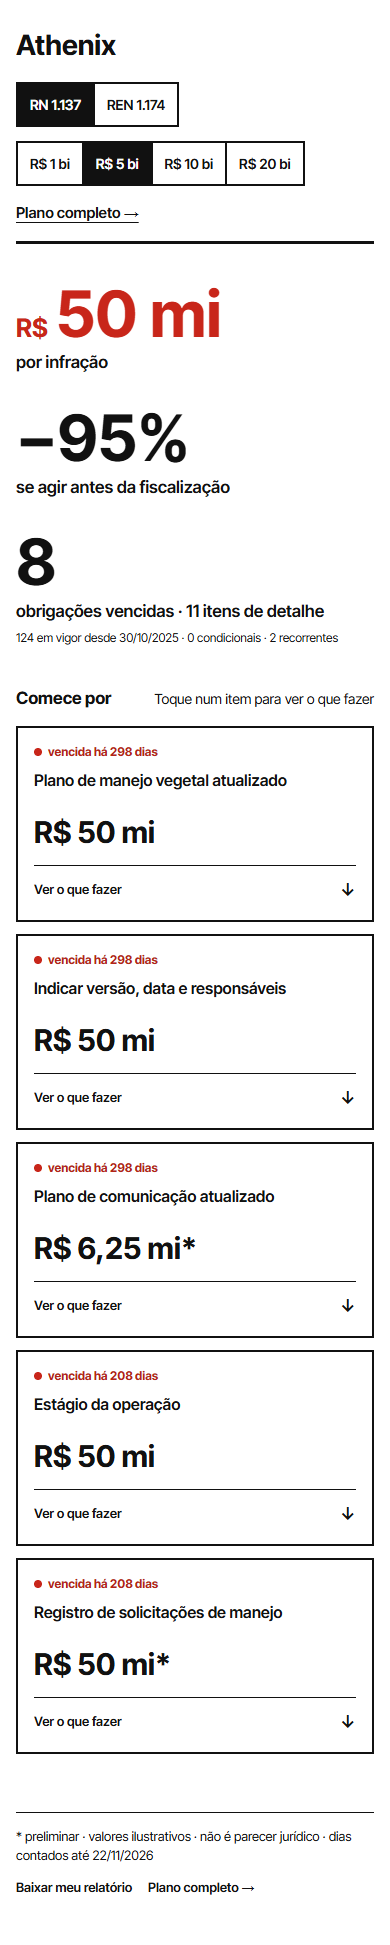 Athenix
RN 1.137 REN 1.174
R$ 1 bi R$ 5 bi R$ 10 bi R$ 20 bi
Plano completo →
R$ 50 mi
por infração
−95%
se agir antes da fiscalização
8
obrigações vencidas · 11 itens de detalhe
124 em vigor desde 30/10/2025 · 0 condicionais · 2 recorrentes
Comece por Toque num item para ver o que fazer
vencida há 298 dias
Plano de manejo vegetal atualizado
R$ 50 mi
Ver o que fazer ↓
vencida há 298 dias
Indicar versão, data e responsáveis
R$ 50 mi
Ver o que fazer ↓
vencida há 298 dias
Plano de comunicação atualizado
R$ 6,25 mi*
Ver o que fazer ↓
vencida há 208 dias
Estágio da operação
R$ 50 mi
Ver o que fazer ↓
vencida há 208 dias
Registro de solicitações de manejo
R$ 50 mi*
Ver o que fazer ↓
* preliminar · valores ilustrativos · não é parecer jurídico · dias
contados até 22/11/2026
Baixar meu relatório Plano completo →